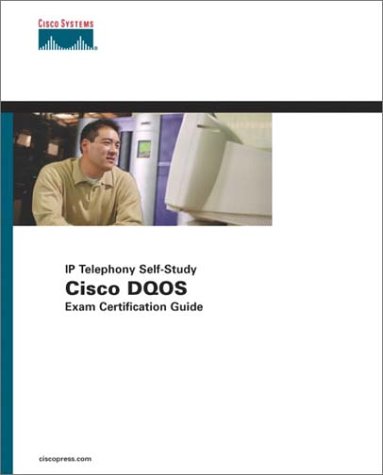 CISCO SYSTEMS
IP Telephony Self-Study
Cisco DQOS
Exam Certification Guide
ciscopress.com